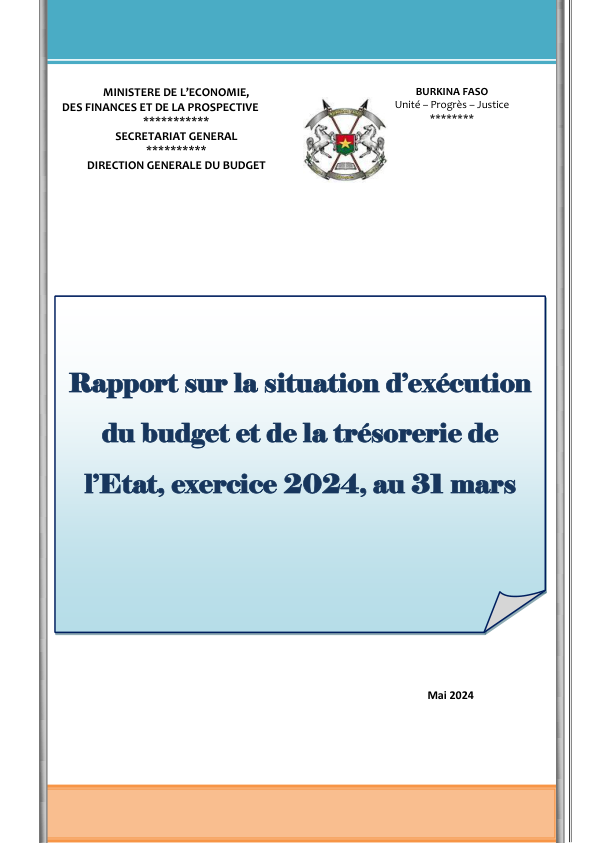 MINISTERE DE L'ECONOMIE,
DES FINANCES ET DE LA PROSPECTIVE
***********
SECRETARIAT GENERAL
**********
DIRECTION GENERALE DU BUDGET
BURKINA FASO
Unité – Progrès – Justice
********
Rapport sur la situation d'exécution
du budget et de la trésorerie de
l'Etat, exercice 2024, au 31 mars
Mai 2024